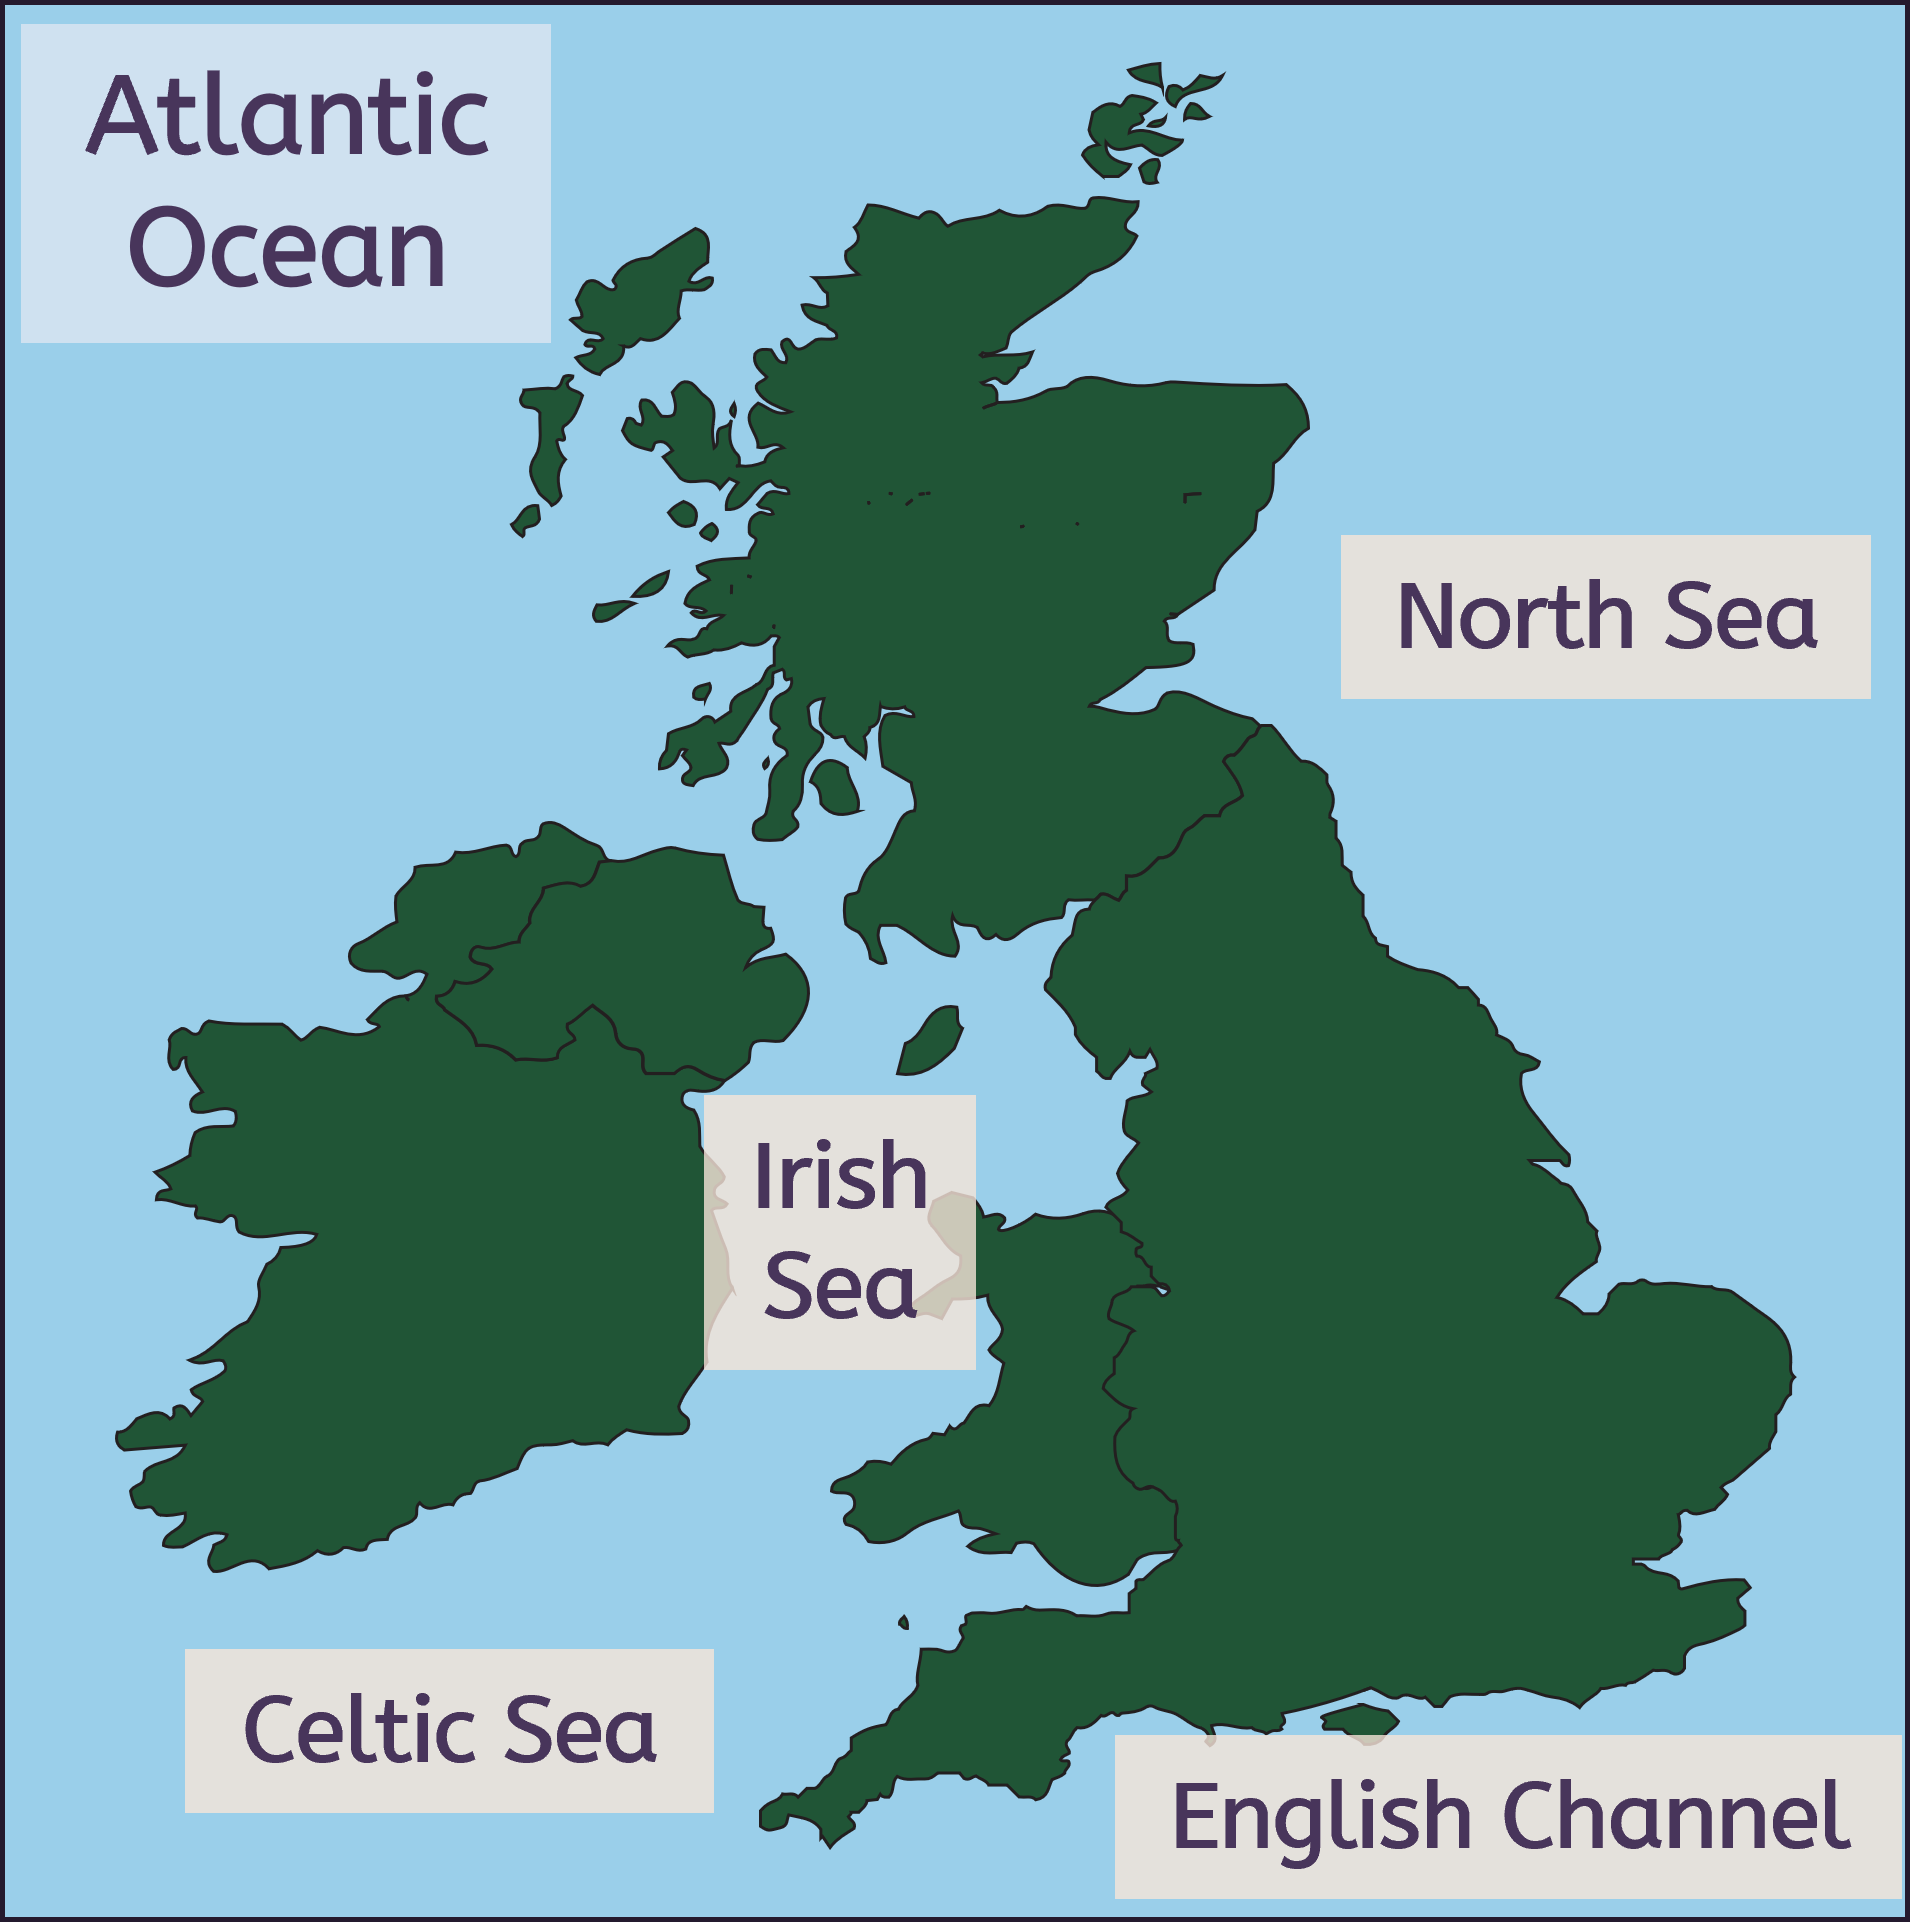 Atlantic
Ocean
North Sea
Irish
Sea
Celtic Sea
English Channel